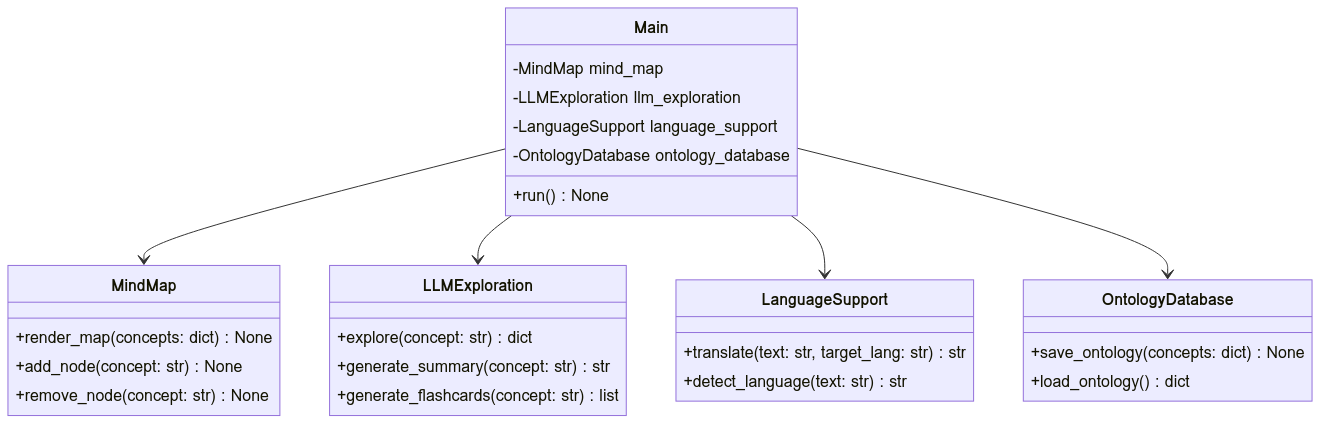 Main
-MindMap mind_map
-LLMExploration llm_exploration
-LanguageSupport language_support
-OntologyDatabase ontology_database
+run() : None
MindMap
+render_map(concepts: dict) : None
+add_node(concept: str) : None
+remove_node(concept: str) : None
LLMExploration
+explore(concept: str) : dict
+generate_summary(concept: str) : str
+generate_flashcards(concept: str) : list
LanguageSupport
+translate(text: str, target_lang: str) : str
+detect_language(text: str) : str
OntologyDatabase
+save_ontology(concepts: dict) : None
+load_ontology() : dict